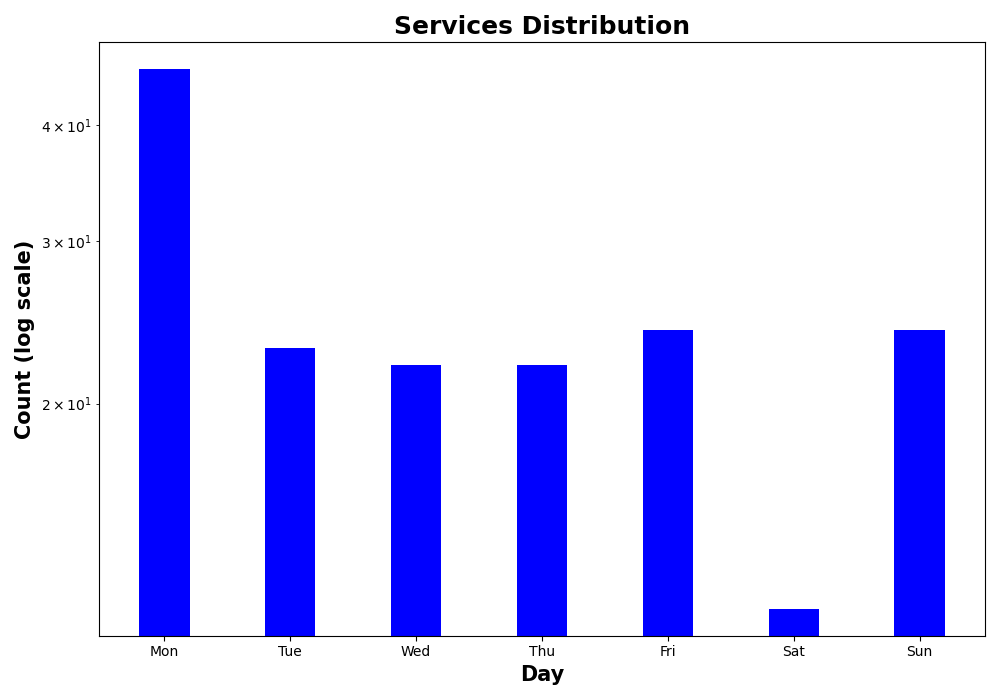 Services Distribution
Count (log scale)
4 × 10¹
3 × 10¹
2 × 10¹
Mon Tue Wed Thu Fri Sat Sun
Day